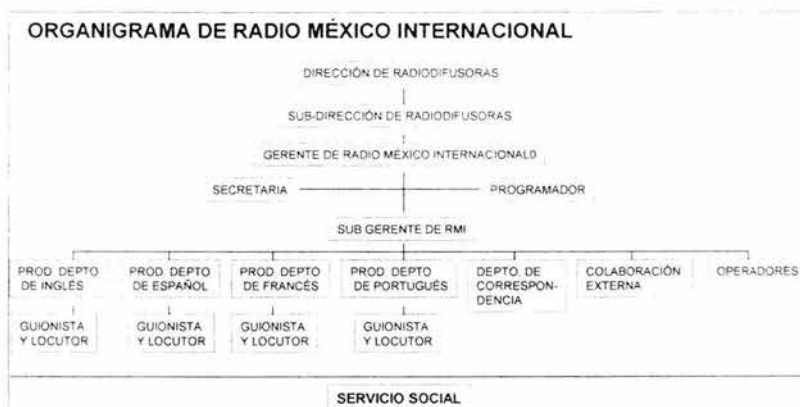 ORGANIGRAMA DE RADIO MÉXICO INTERNACIONAL
DIRECCIÓN DE RADIODIFUSORAS
SUB-DIRECCIÓN DE RADIODIFUSORAS
GERENTE DE RADIO MÉXICO INTERNACIONAL0
SECRETARIA
PROGRAMADOR
SUB GERENTE DE RMI
PROD. DEPTO
DE INGLÉS
PROD. DEPTO
DE ESPAÑOL
PROD. DEPTO
DE FRANCÉS
PROD. DEPTO
DE PORTUGUÉS
DEPTO. DE
CORRESPON-
DENCIA
COLABORACIÓN
EXTERNA
OPERADORES
GUIONISTA
Y LOCUTOR
GUIONISTA
Y LOCUTOR
GUIONISTA
Y LOCUTOR
GUIONISTA
Y LOCUTOR
SERVICIO SOCIAL